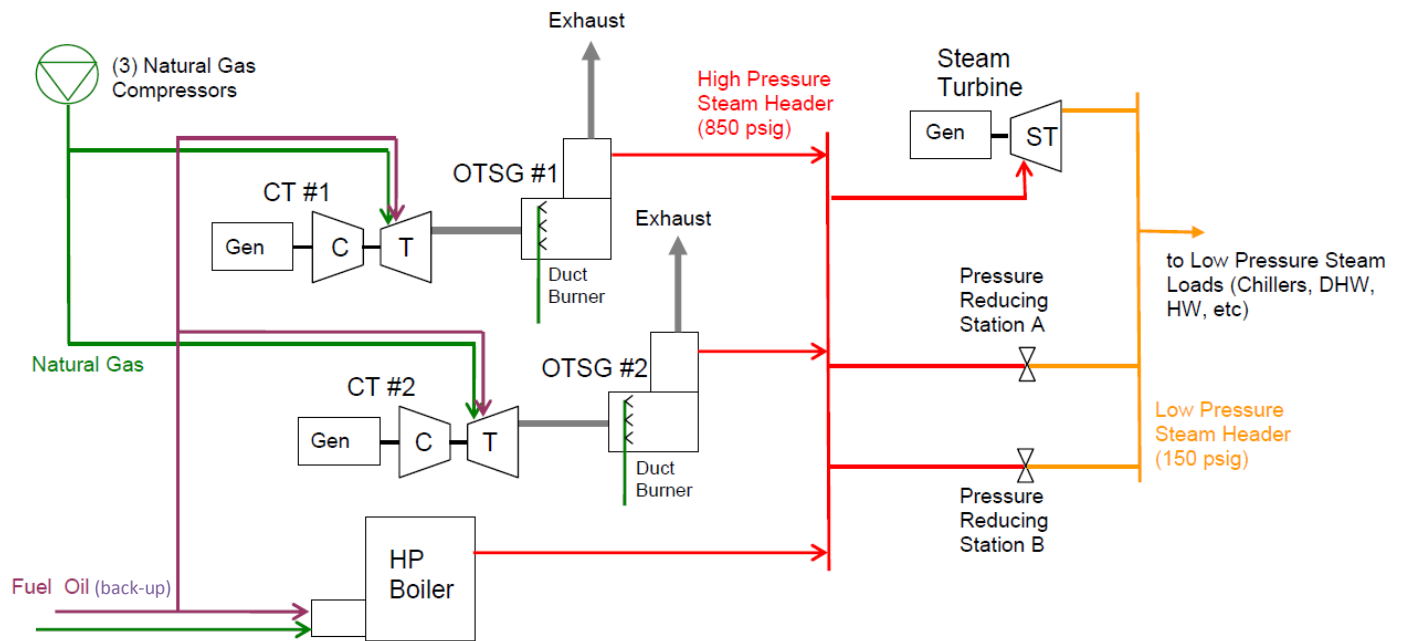 Exhaust
(3) Natural Gas
Compressors
High Pressure
Steam Header
(850 psig)
Steam
Turbine
Gen
ST
OTSG #1
CT #1
Gen
C
T
Duct
Burner
Exhaust
to Low Pressure Steam
Loads (Chillers, DHW,
HW, etc)
Pressure
Reducing
Station A
Natural Gas
OTSG #2
CT #2
Gen
C
T
Duct
Burner
Low Pressure
Steam Header
(150 psig)
Pressure
Reducing
Station B
HP
Boiler
Fuel Oil (back-up)